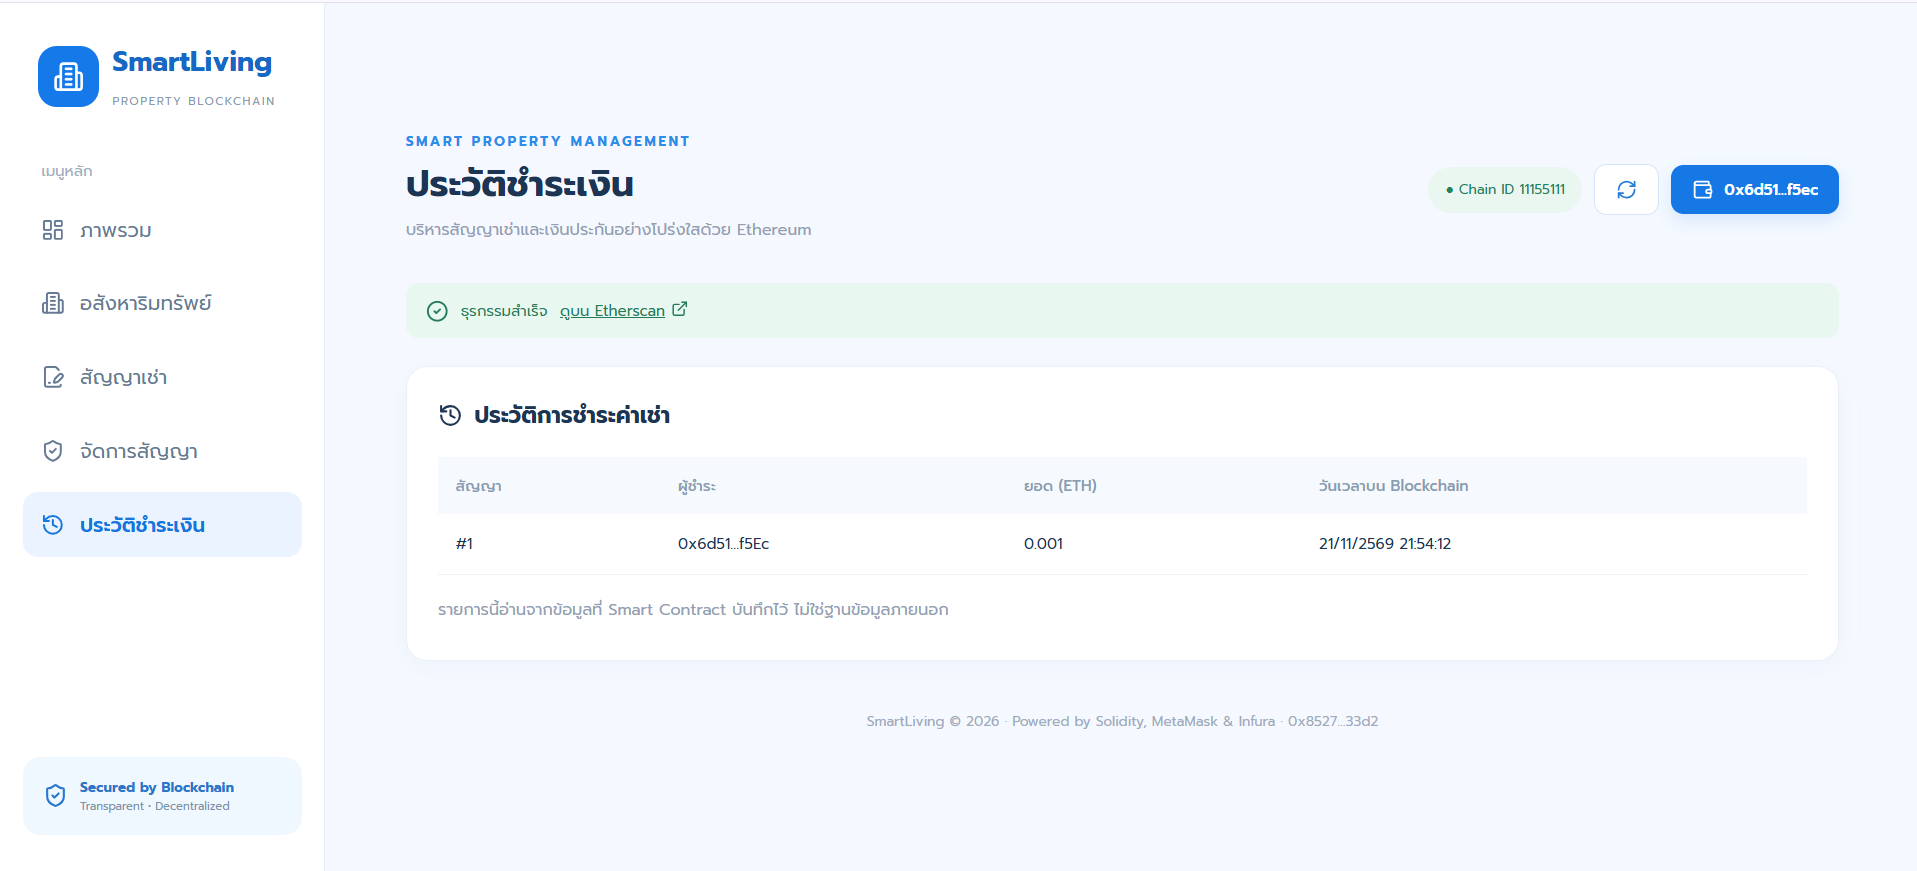 SmartLiving
PROPERTY BLOCKCHAIN
เมนูหลัก
ภาพรวม
อสังหาริมทรัพย์
สัญญาเช่า
จัดการสัญญา
ประวัติชำระเงิน
Secured by Blockchain
Transparent • Decentralized
SMART PROPERTY MANAGEMENT
ประวัติชำระเงิน
บริหารสัญญาเช่าและเงินประกันอย่างโปร่งใสด้วย Ethereum
● Chain ID 11155111
0x6d51...f5ec
ธุรกรรมสำเร็จ ดูบน Etherscan
ประวัติการชำระค่าเช่า
สัญญา ผู้ชำระ ยอด (ETH) วันเวลาบน Blockchain
#1 0x6d51...f5Ec 0.001 21/11/2569 21:54:12
รายการนี้อ่านจากข้อมูลที่ Smart Contract บันทึกไว้ ไม่ใช่ฐานข้อมูลภายนอก
SmartLiving © 2026 · Powered by Solidity, MetaMask & Infura · 0x8527...33d2